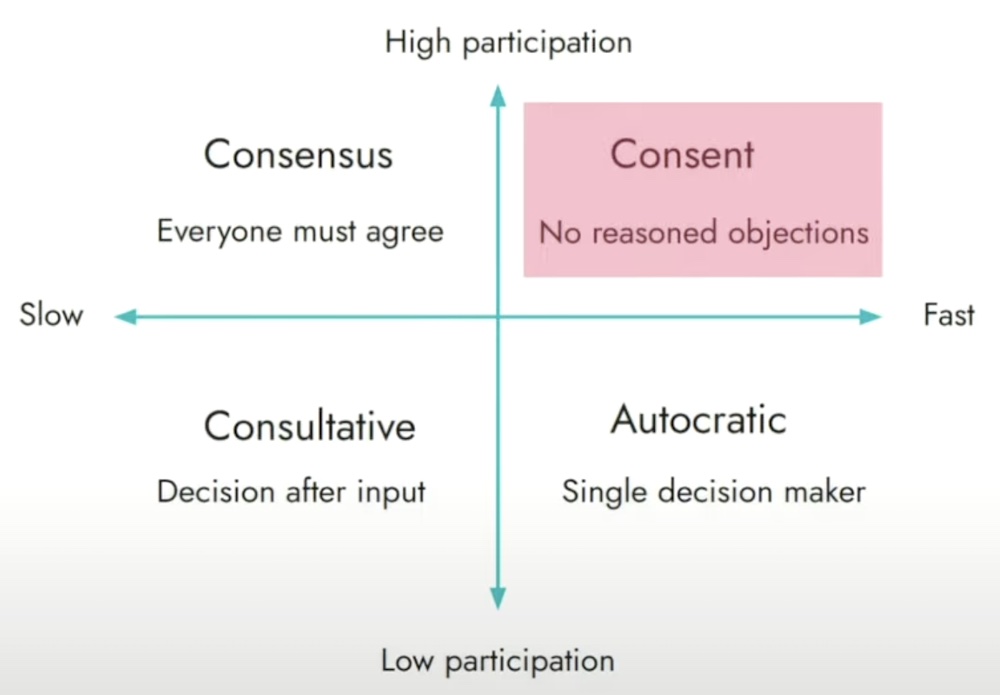 High participation
Consensus
Consent
Everyone must agree
No reasoned objections
Slow
Fast
Consultative
Autocratic
Decision after input
Single decision maker
Low participation